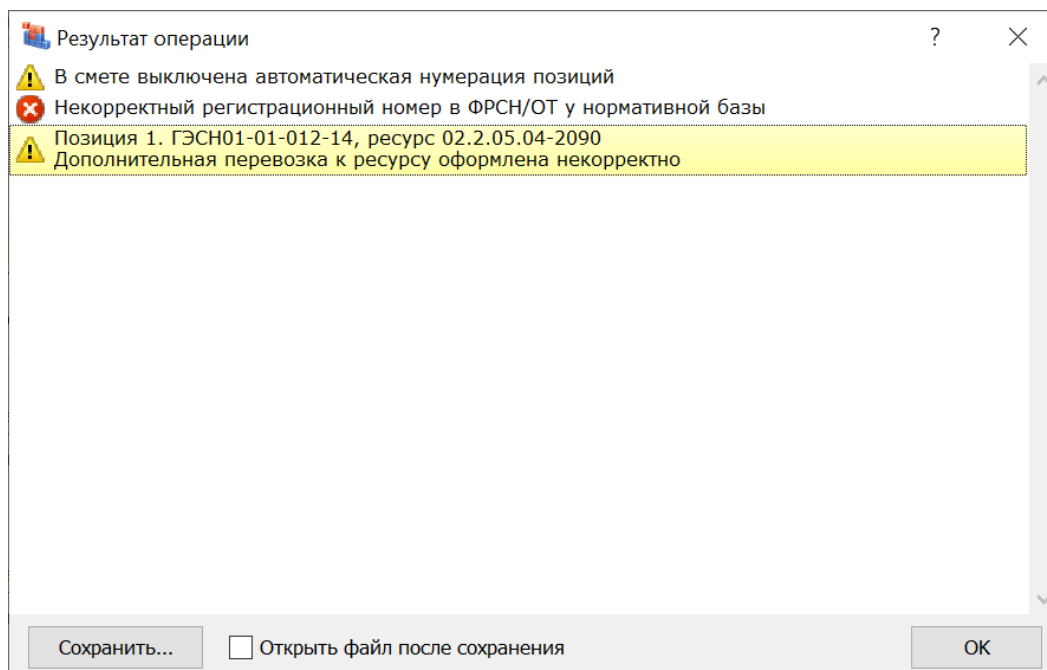 Результат операции
В смете выключена автоматическая нумерация позиций
Некорректный регистрационный номер в ФРСН/ОТ у нормативной базы
Позиция 1. ГЭСН01-01-012-14, ресурс 02.2.05.04-2090
Дополнительная перевозка к ресурсу оформлена некорректно
Сохранить... Открыть файл после сохранения ОК